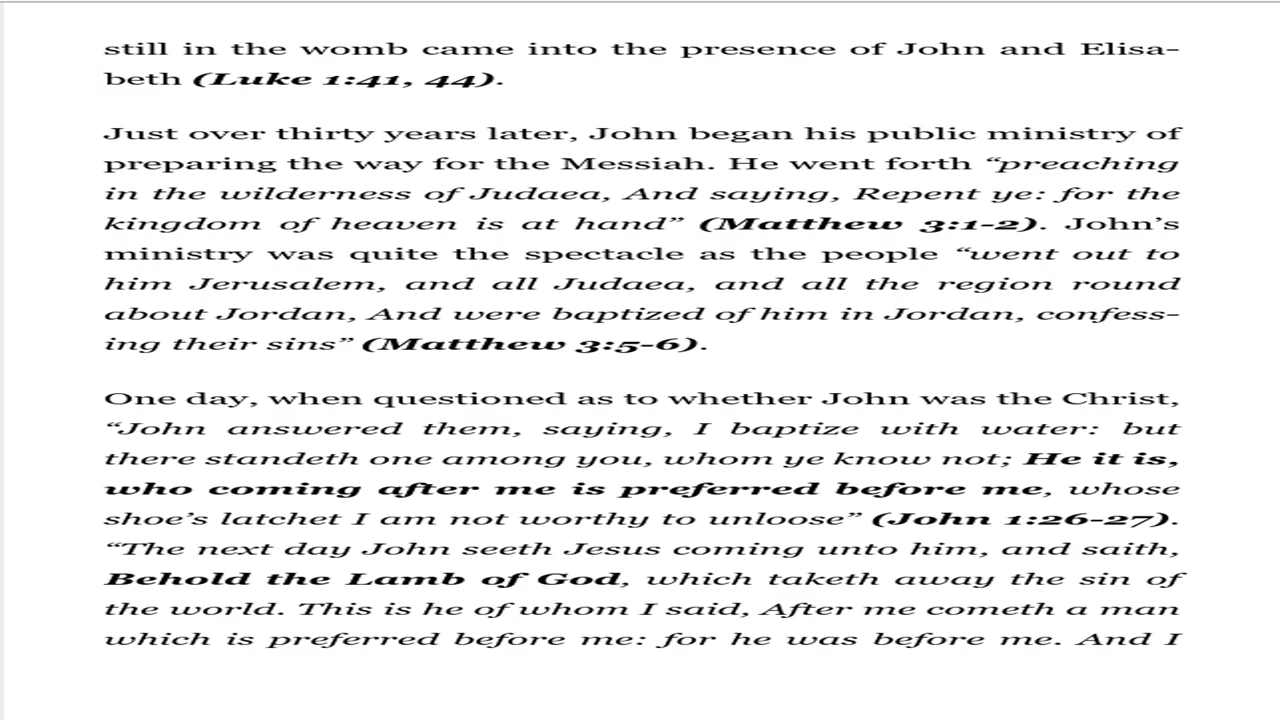 still in the womb came into the presence of John and Elisa-
beth (Luke 1:41, 44).
Just over thirty years later, John began his public ministry of
preparing the way for the Messiah. He went forth “preaching
in the wilderness of Judaea, And saying, Repent ye: for the
kingdom of heaven is at hand” (Matthew 3:1-2). John’s
ministry was quite the spectacle as the people “went out to
him Jerusalem, and all Judaea, and all the region round
about Jordan, And were baptized of him in Jordan, confess-
ing their sins” (Matthew 3:5-6).
One day, when questioned as to whether John was the Christ,
“John answered them, saying, I baptize with water: but
there standeth one among you, whom ye know not; He it is,
who coming after me is preferred before me, whose
shoe’s latchet I am not worthy to unloose” (John 1:26-27).
“The next day John seeth Jesus coming unto him, and saith,
Behold the Lamb of God, which taketh away the sin of
the world. This is he of whom I said, After me cometh a man
which is preferred before me: for he was before me. And I